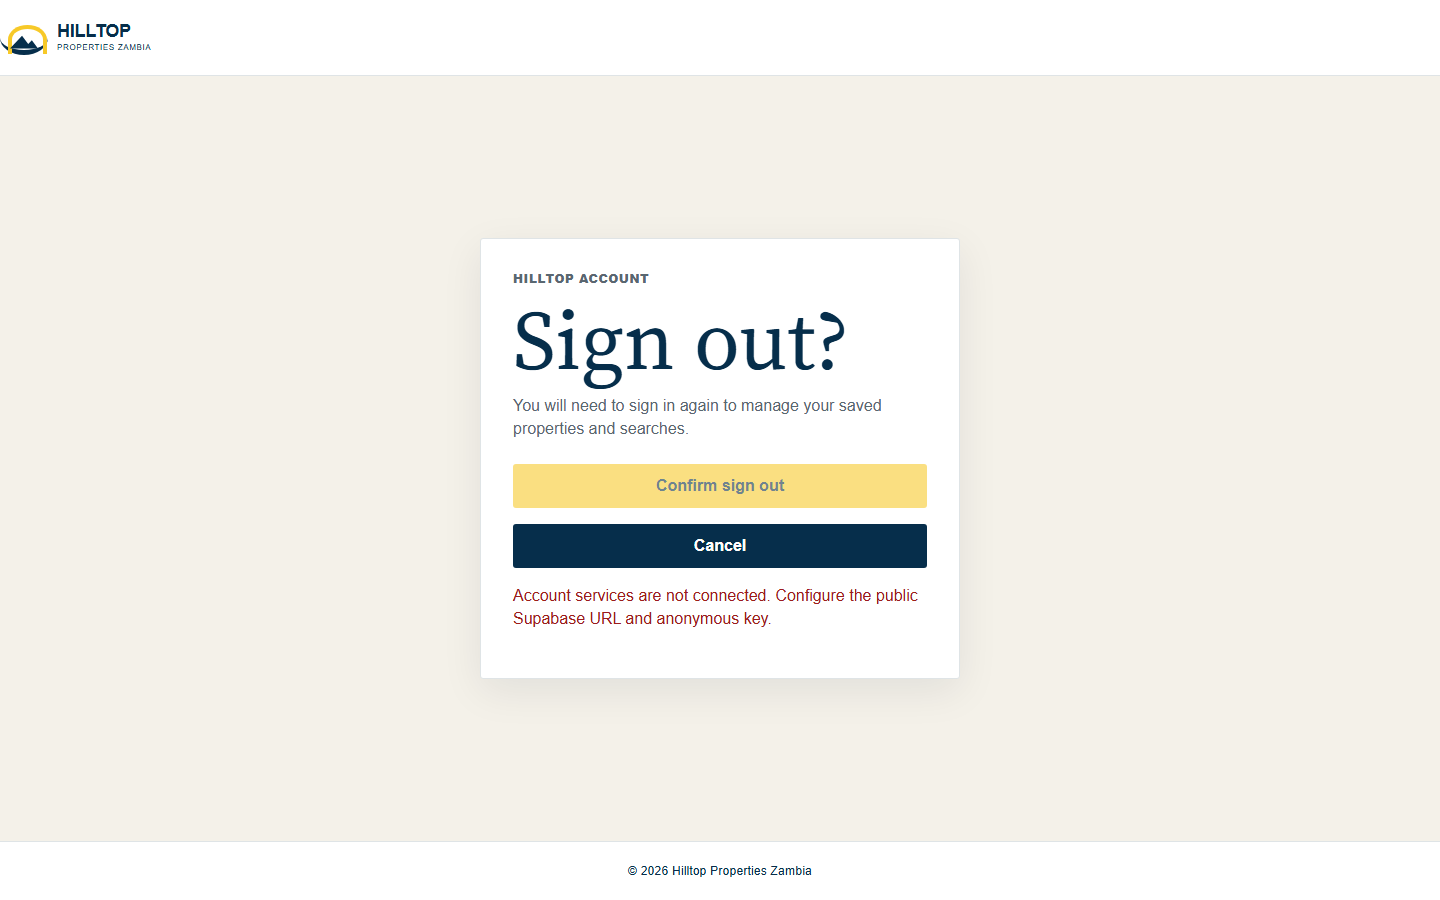 HILLTOP
PROPERTIES ZAMBIA
HILLTOP ACCOUNT
Sign out?
You will need to sign in again to manage your saved
properties and searches.
Confirm sign out
Cancel
Account services are not connected. Configure the public
Supabase URL and anonymous key.
© 2026 Hilltop Properties Zambia